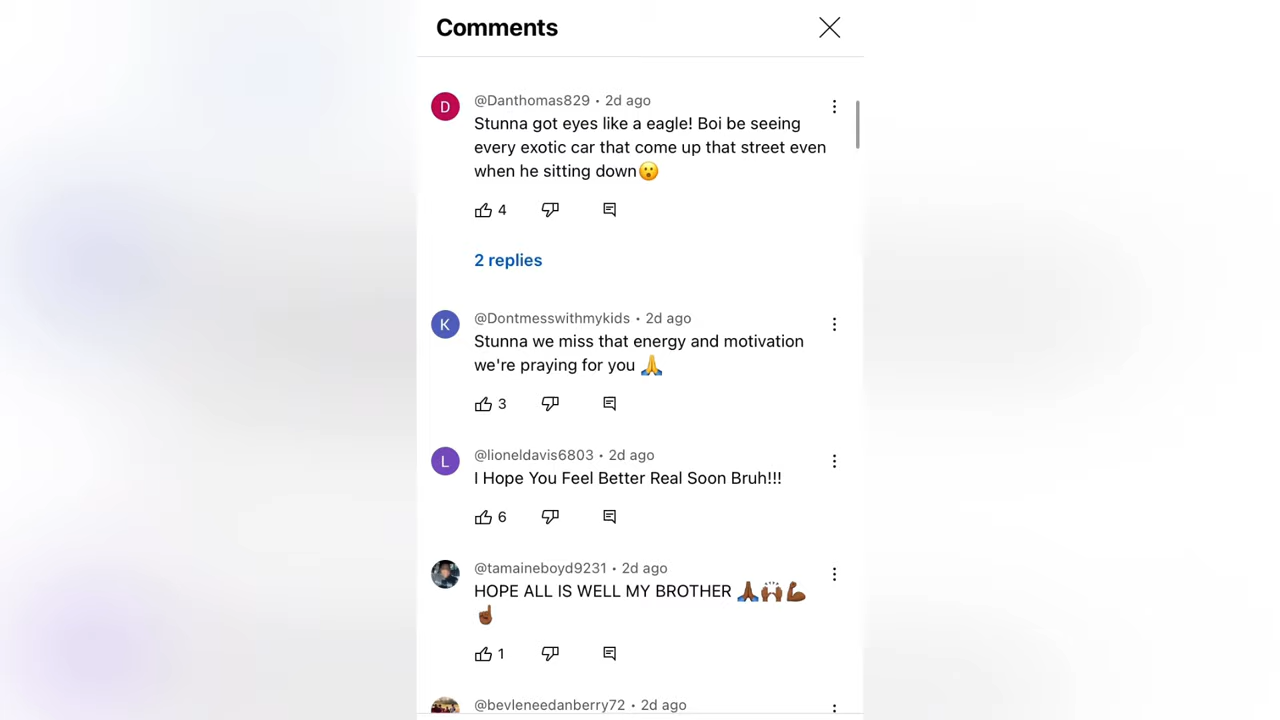 Comments
D
@Danthomas829 • 2d ago
Stunna got eyes like a eagle! Boi be seeing
every exotic car that come up that street even
when he sitting down😮
4
2 replies
K
@Dontmesswithmykids • 2d ago
Stunna we miss that energy and motivation
we're praying for you 🙏
3
L
@lioneldavis6803 • 2d ago
I Hope You Feel Better Real Soon Bruh!!!
6
@tamaineboyd9231 • 2d ago
HOPE ALL IS WELL MY BROTHER 🙏🏾🙌🏾💪🏾
☝🏾
1
@bevleneedanberry72 • 2d ago